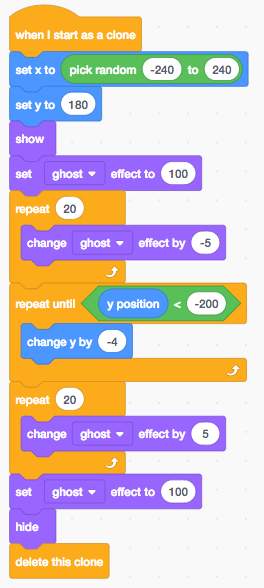 when I start as a clone
set x to pick random -240 to 240
set y to 180
show
set ghost effect to 100
repeat 20
change ghost effect by -5
repeat until y position < -200
change y by -4
repeat 20
change ghost effect by 5
set ghost effect to 100
hide
delete this clone